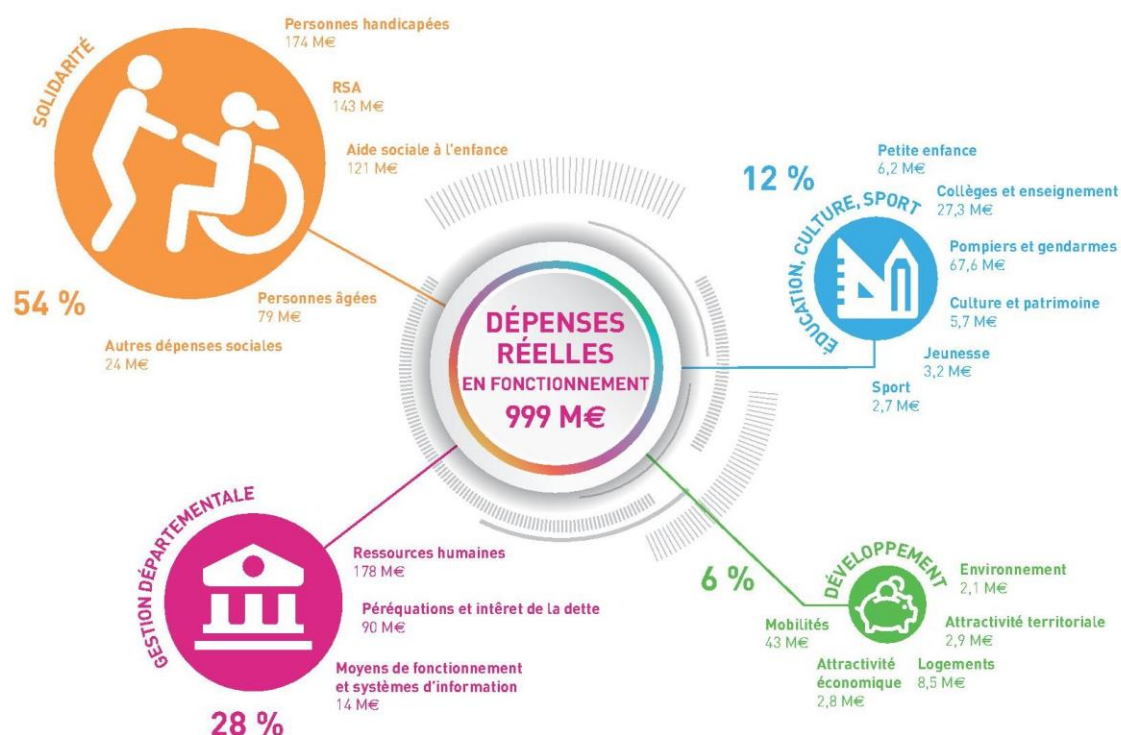 SOLIDARITÉ
Personnes handicapées
174 M€
RSA
143 M€
Aide sociale à l'enfance
121 M€
Personnes âgées
79 M€
Autres dépenses sociales
24 M€
54 %
DÉPENSES
RÉELLES
EN FONCTIONNEMENT
999 M€
12 %
ÉDUCATION, CULTURE, SPORT
Petite enfance
6,2 M€
Collèges et enseignement
27,3 M€
Pompiers et gendarmes
67,6 M€
Culture et patrimoine
5,7 M€
Jeunesse
3,2 M€
Sport
2,7 M€
GESTION DÉPARTEMENTALE
Ressources humaines
178 M€
Péréquations et intêret de la dette
90 M€
Moyens de fonctionnement
et systèmes d'information
14 M€
28 %
6 %
DÉVELOPPEMENT
Environnement
2,1 M€
Attractivité territoriale
2,9 M€
Logements
8,5 M€
Attractivité
économique
2,8 M€
Mobilités
43 M€